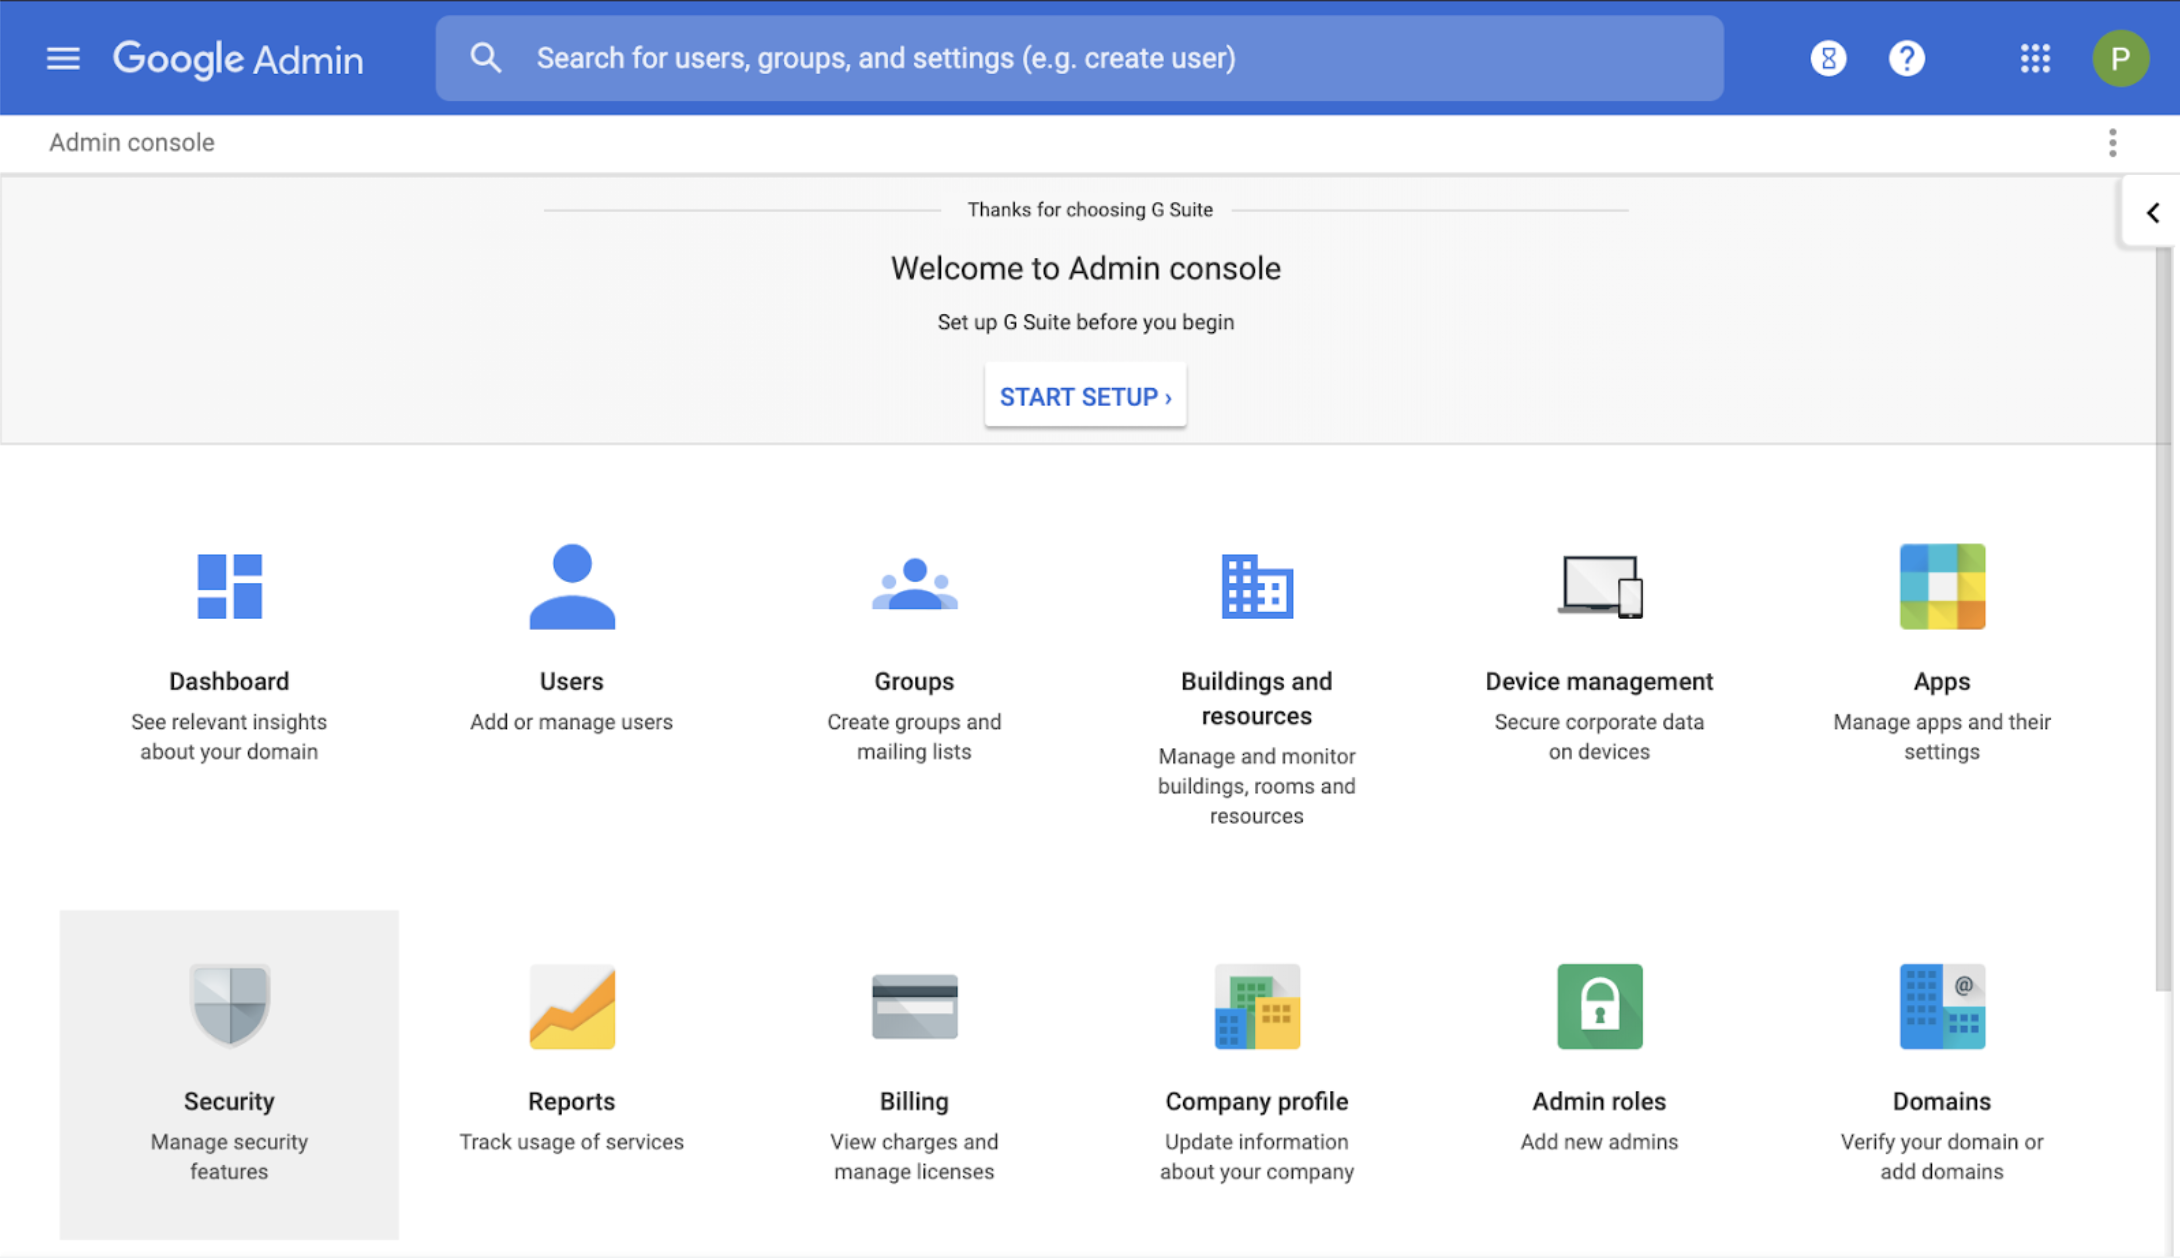 Google Admin
Search for users, groups, and settings (e.g. create user)
P
Admin console
Thanks for choosing G Suite
Welcome to Admin console
Set up G Suite before you begin
START SETUP ›
Dashboard
See relevant insights
about your domain
Users
Add or manage users
Groups
Create groups and
mailing lists
Buildings and
resources
Manage and monitor
buildings, rooms and
resources
Device management
Secure corporate data
on devices
Apps
Manage apps and their
settings
Security
Manage security
features
Reports
Track usage of services
Billing
View charges and
manage licenses
Company profile
Update information
about your company
Admin roles
Add new admins
@
Domains
Verify your domain or
add domains